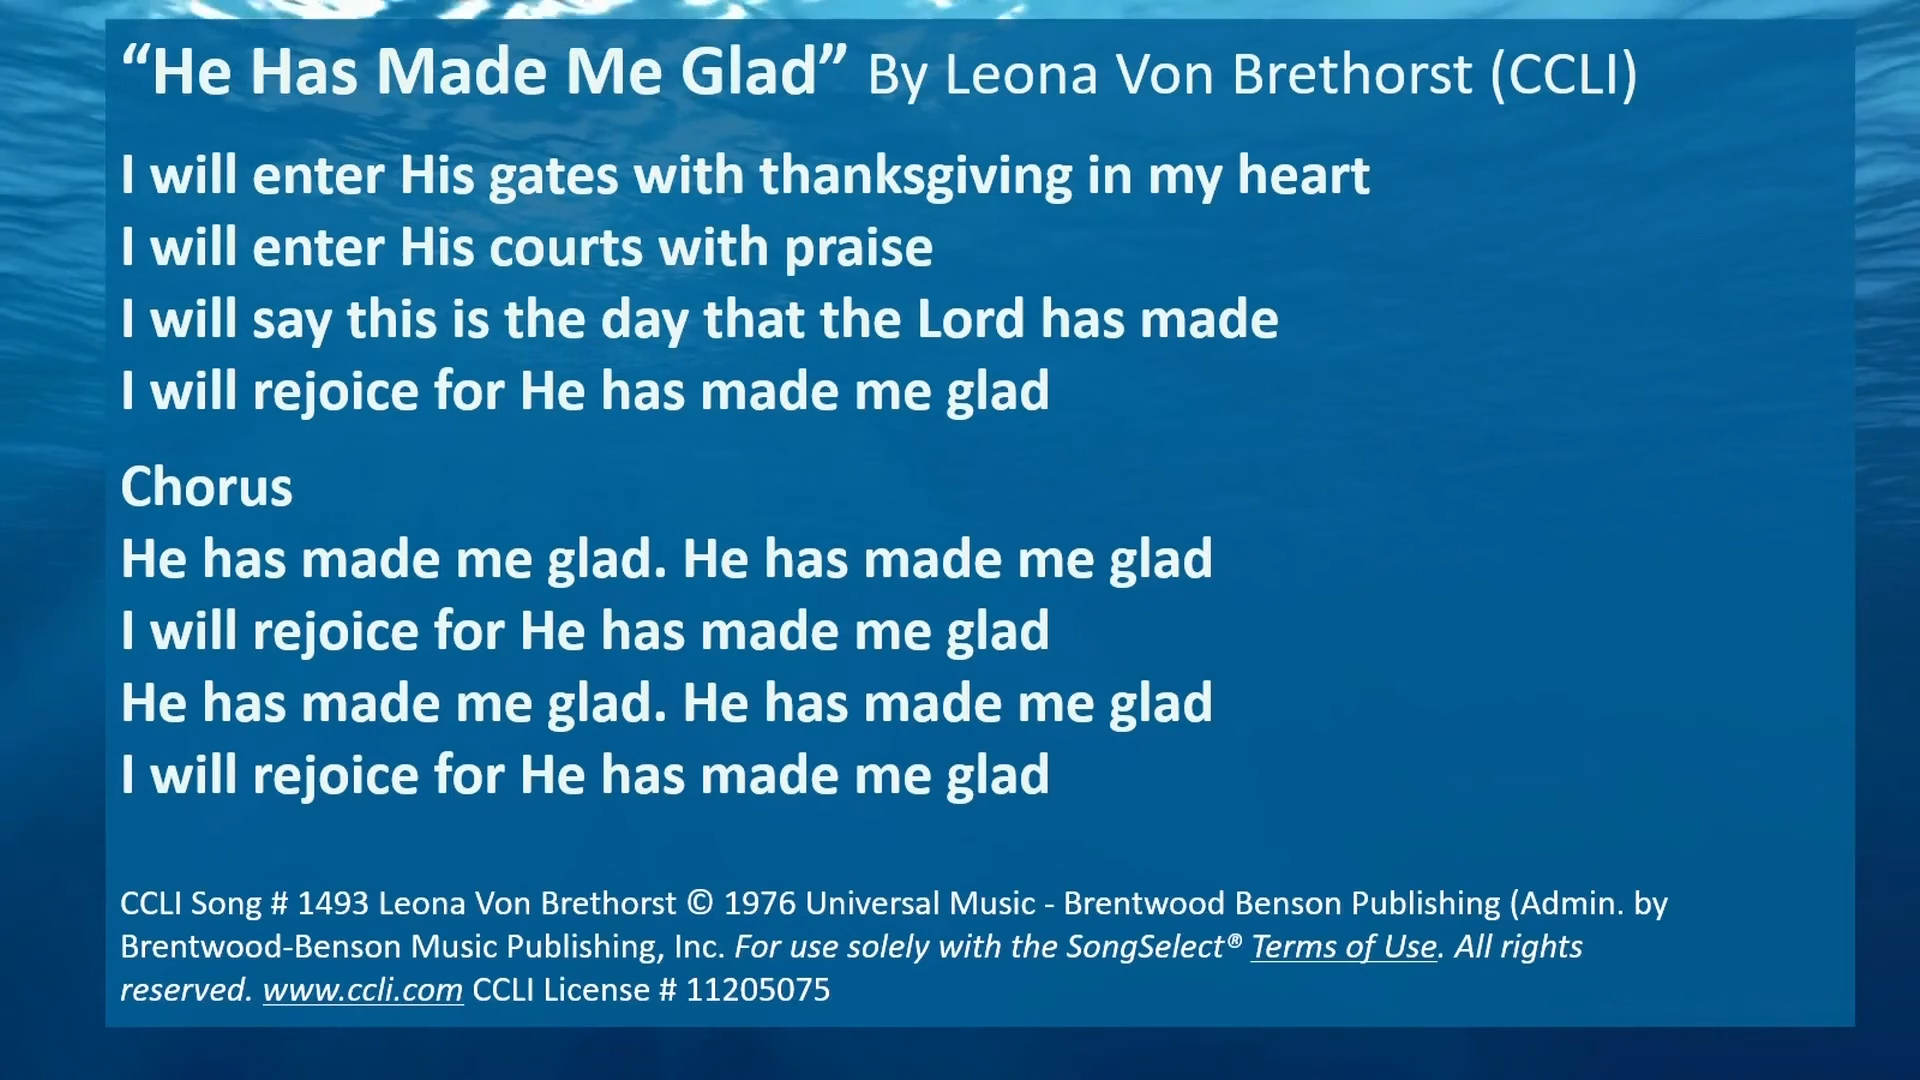 “He Has Made Me Glad” By Leona Von Brethorst (CCLI)
I will enter His gates with thanksgiving in my heart
I will enter His courts with praise
I will say this is the day that the Lord has made
I will rejoice for He has made me glad
Chorus
He has made me glad. He has made me glad
I will rejoice for He has made me glad
He has made me glad. He has made me glad
I will rejoice for He has made me glad
CCLI Song # 1493 Leona Von Brethorst © 1976 Universal Music - Brentwood Benson Publishing (Admin. by
Brentwood-Benson Music Publishing, Inc. For use solely with the SongSelect® Terms of Use. All rights
reserved. www.ccli.com CCLI License # 11205075